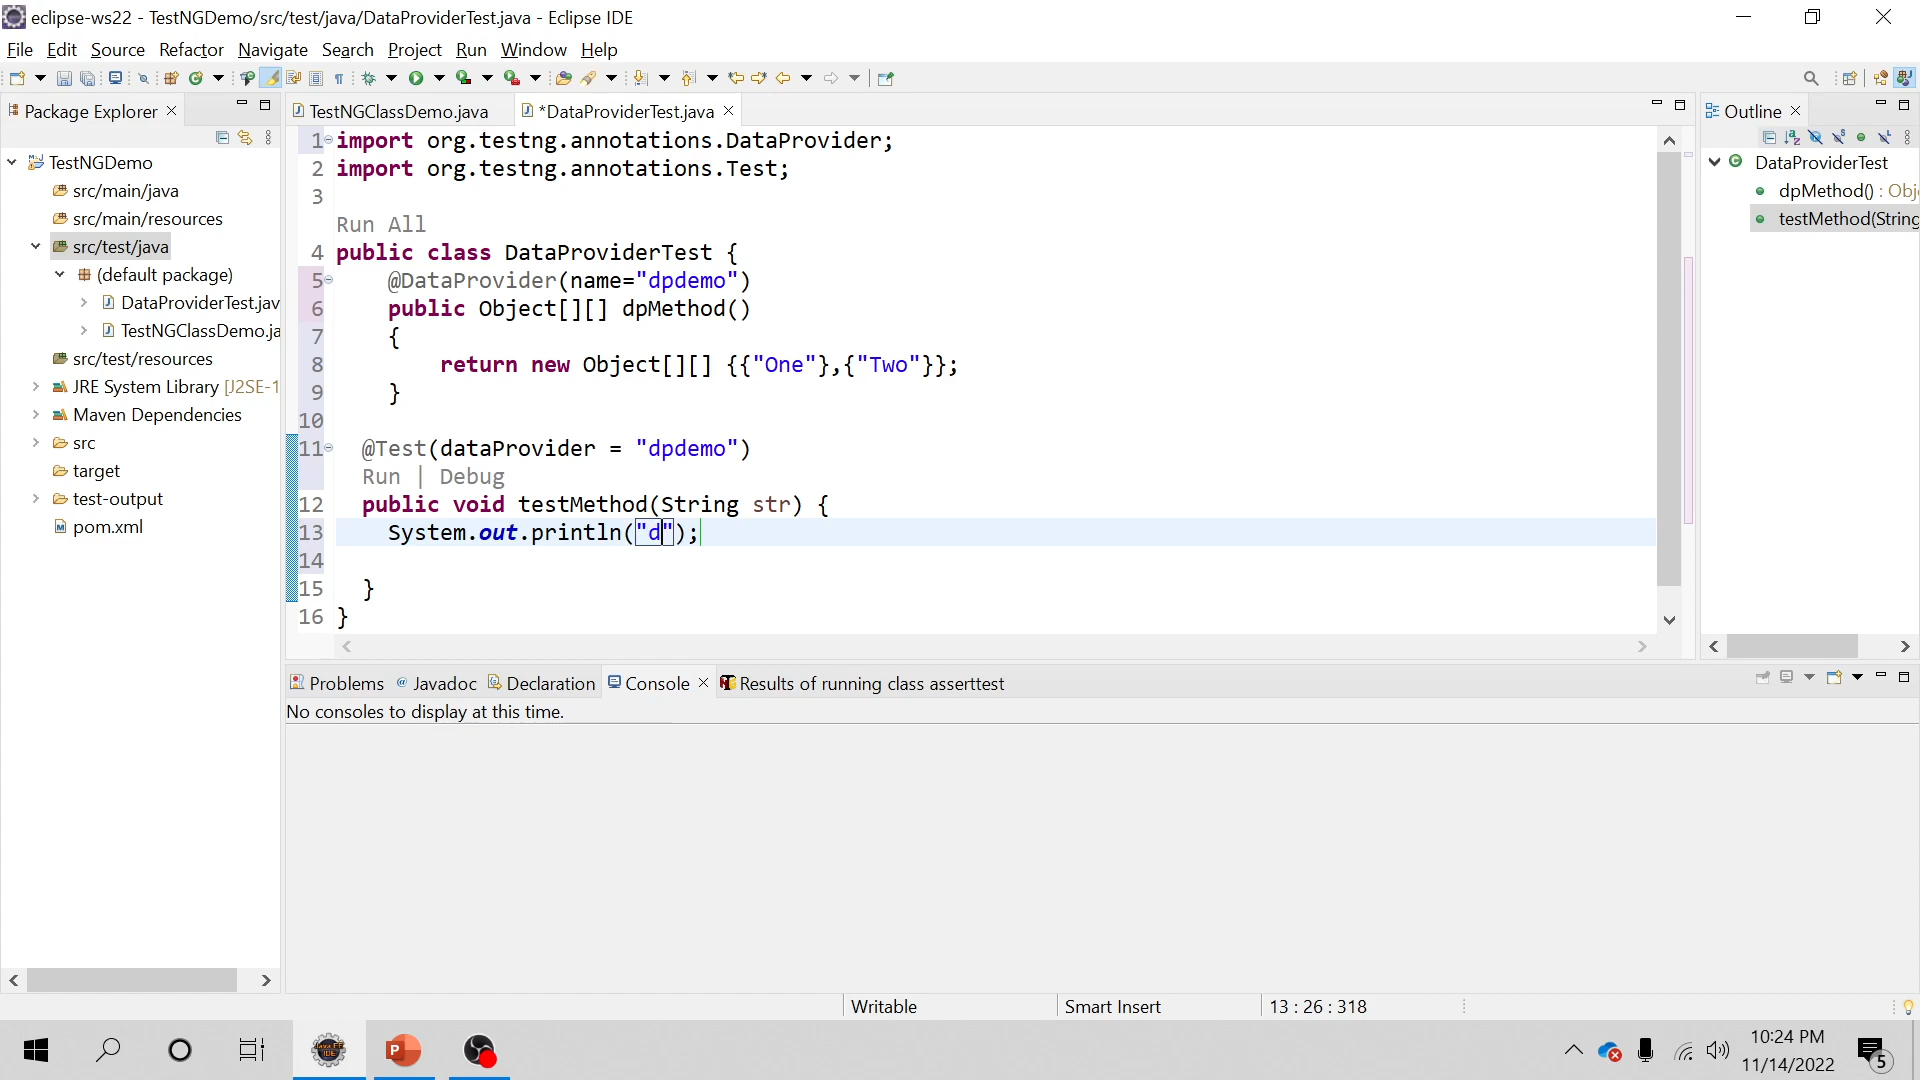 eclipse-ws22 - TestNGDemo/src/test/java/DataProviderTest.java - Eclipse IDE
File Edit Source Refactor Navigate Search Project Run Window Help
Package Explorer
TestNGDemo
src/main/java
src/main/resources
src/test/java
(default package)
DataProviderTest.jav
TestNGClassDemo.ja
src/test/resources
JRE System Library [J2SE-1
Maven Dependencies
src
target
test-output
pom.xml
TestNGClassDemo.java *DataProviderTest.java
1 import org.testng.annotations.DataProvider;
2 import org.testng.annotations.Test;
3
Run All
4 public class DataProviderTest {
5 @DataProvider(name="dpdemo")
6 public Object[][] dpMethod()
7 {
8 return new Object[][] {{"One"},{"Two"}};
9 }
10
11 @Test(dataProvider = "dpdemo")
Run | Debug
12 public void testMethod(String str) {
13 System.out.println("d");
14
15 }
16 }
Outline
DataProviderTest
dpMethod() : Obj
testMethod(String
Problems @ Javadoc Declaration Console Results of running class asserttest
No consoles to display at this time.
Writable Smart Insert 13 : 26 : 318
10:24 PM
11/14/2022
5